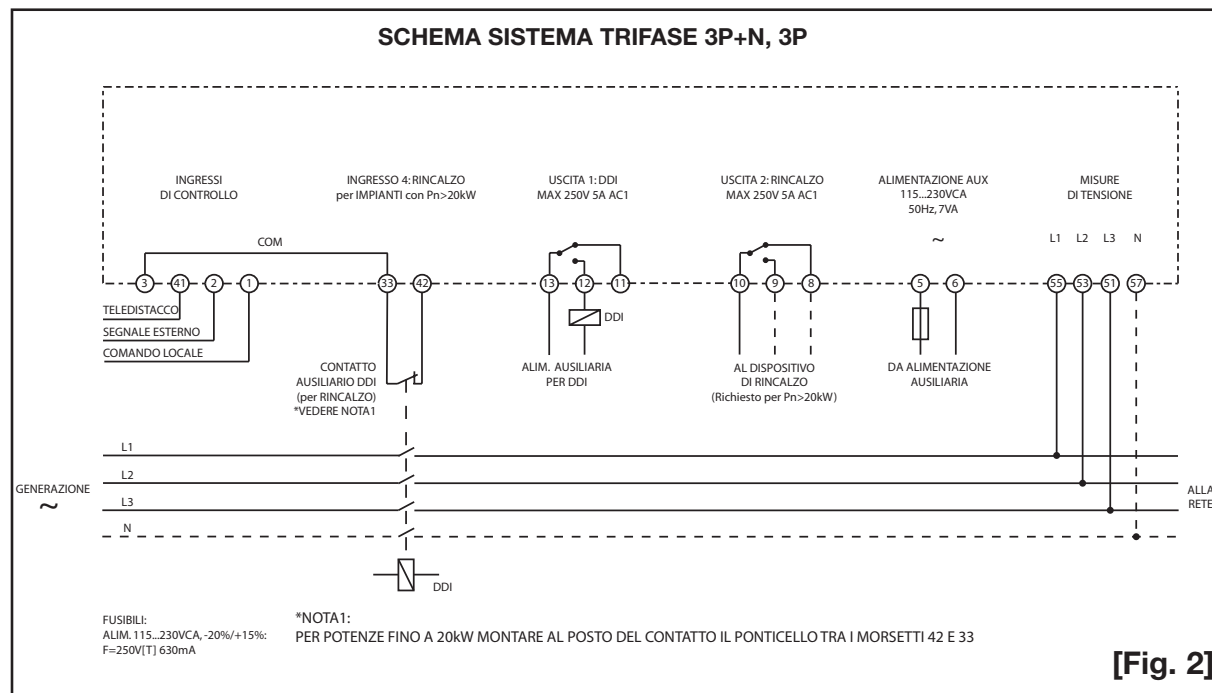 SCHEMA SISTEMA TRIFASE 3P+N, 3P
INGRESSI
DI CONTROLLO
INGRESSO 4: RINCALZO
per IMPIANTI con Pn>20kW
USCITA 1: DDI
MAX 250V 5A AC1
USCITA 2: RINCALZO
MAX 250V 5A AC1
ALIMENTAZIONE AUX
115...230VCA
50Hz, 7VA
~
MISURE
DI TENSIONE
L1 L2 L3 N
COM
3 41 2 1 33 42 13 12 11 10 9 8 5 6 55 53 51 57
TELEDISTACCO
SEGNALE ESTERNO
COMANDO LOCALE
CONTATTO
AUSILIARIO DDI
(per RINCALZO)
*VEDERE NOTA1
DDI
ALIM. AUSILIARIA
PER DDI
AL DISPOSITIVO
DI RINCALZO
(Richiesto per Pn>20kW)
DA ALIMENTAZIONE
AUSILIARIA
L1
L2
GENERAZIONE
~
L3
N
ALLA
RETE
DDI
FUSIBILI:
ALIM. 115...230VCA, -20%/+15%:
F=250V[T] 630mA
*NOTA1:
PER POTENZE FINO A 20kW MONTARE AL POSTO DEL CONTATTO IL PONTICELLO TRA I MORSETTI 42 E 33
[Fig. 2]